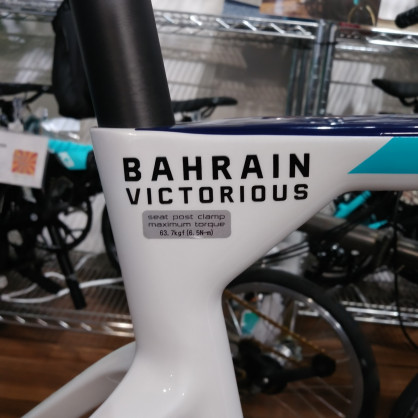 BAHRAIN
VICTORIOUS
seat post clamp
maximum torque
63.7kgf(6.5N-m)